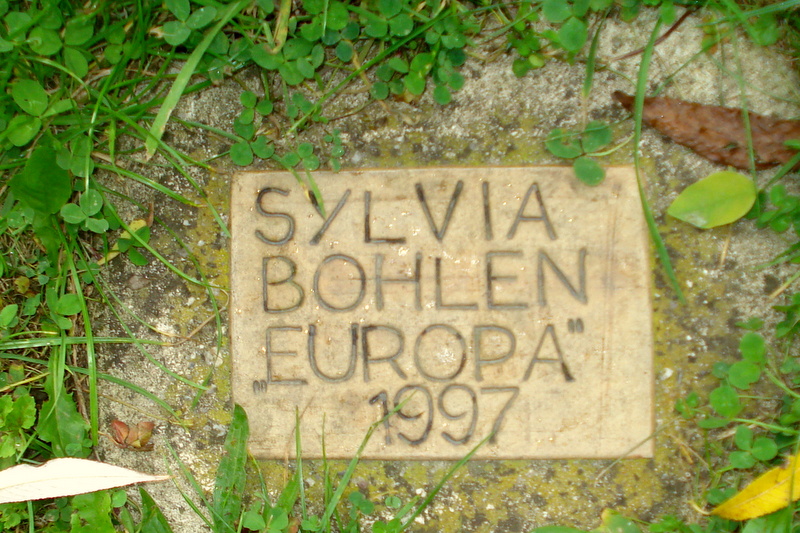 SYLVIA
BOHLEN
„EUROPA"
1997